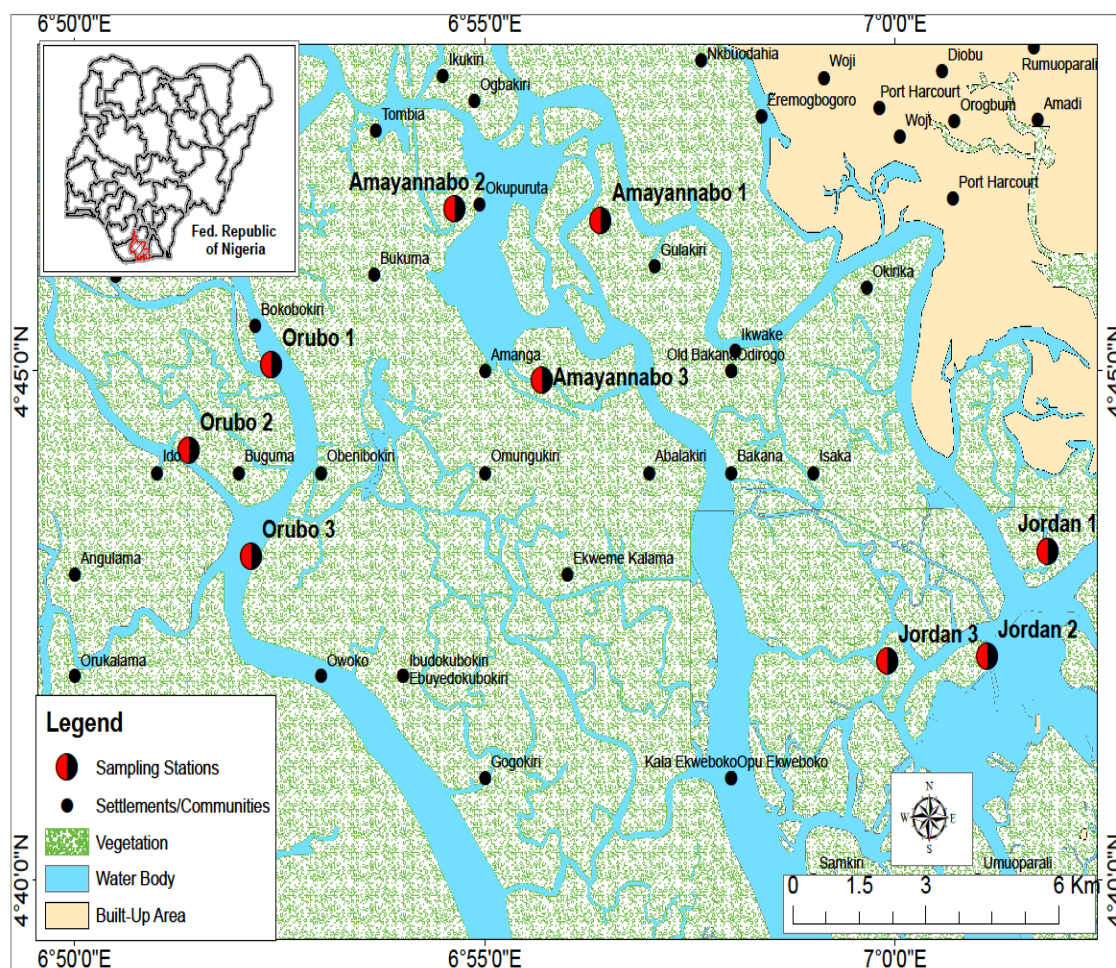 6°50'0"E
6°55'0"E
7°0'0"E
Fed. Republic
of Nigeria
Ikukiri
Ogbakiri
Tombia
Nkbuodahia
Woji
Diobu
Rumuoparali
Eremogbogoro
Port Harcourt
Orogbum
Amadi
Woji
Amayannabo 2
Okupuruta
Amayannabo 1
Port Harcourt
Bukuma
Gulakiri
Okirika
Bokobokiri
Orubo 1
Ikwake
Amanga
Old Bakana
Odirogo
Amayannabo 3
4°45'0"N
4°45'0"N
Orubo 2
Ido
Buguma
Obenibokiri
Omungukiri
Abalakiri
Bakana
Isaka
Orubo 3
Jordan 1
Angulama
Ekweme Kalama
Jordan 3
Jordan 2
Orukalama
Owoko
Ibudokubokiri
Ebuyedokubokiri
Gogokiri
Kala Ekweboko
Opu Ekweboko
Legend
Sampling Stations
Settlements/Communities
Vegetation
Water Body
Built-Up Area
N
W
E
S
Samkiri
Umuoparali
0
1.5
3
6 Km
4°40'0"N
4°40'0"N
6°50'0"E
6°55'0"E
7°0'0"E